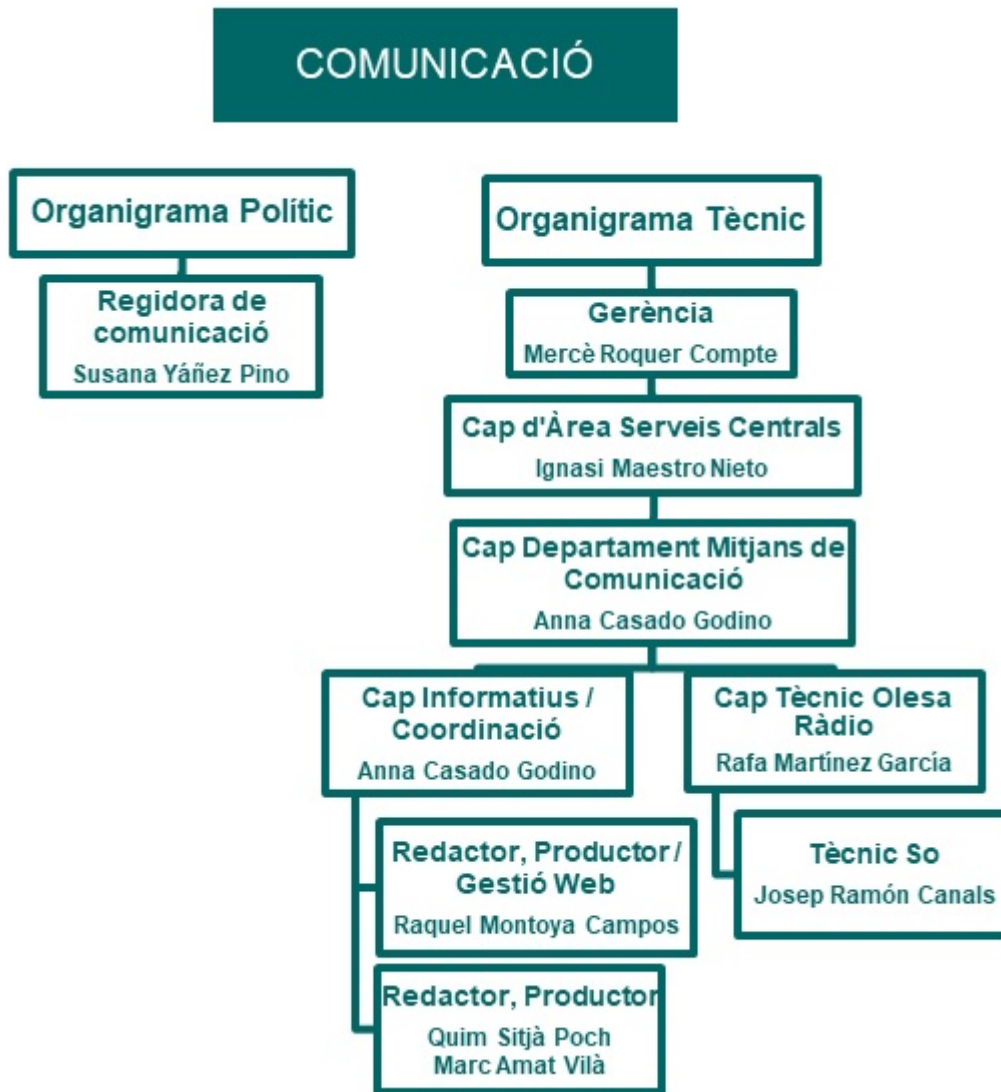 COMUNICACIÓ
Organigrama Polític
Regidora de
comunicació
Susana Yáñez Pino
Organigrama Tècnic
Gerència
Mercè Roquer Compte
Cap d'Àrea Serveis Centrals
Ignasi Maestro Nieto
Cap Departament Mitjans de
Comunicació
Anna Casado Godino
Cap Informatius /
Coordinació
Anna Casado Godino
Redactor, Productor /
Gestió Web
Raquel Montoya Campos
Redactor, Productor
Quim Sitjà Poch
Marc Amat Vilà
Cap Tècnic Olesa
Ràdio
Rafa Martínez García
Tècnic So
Josep Ramón Canals